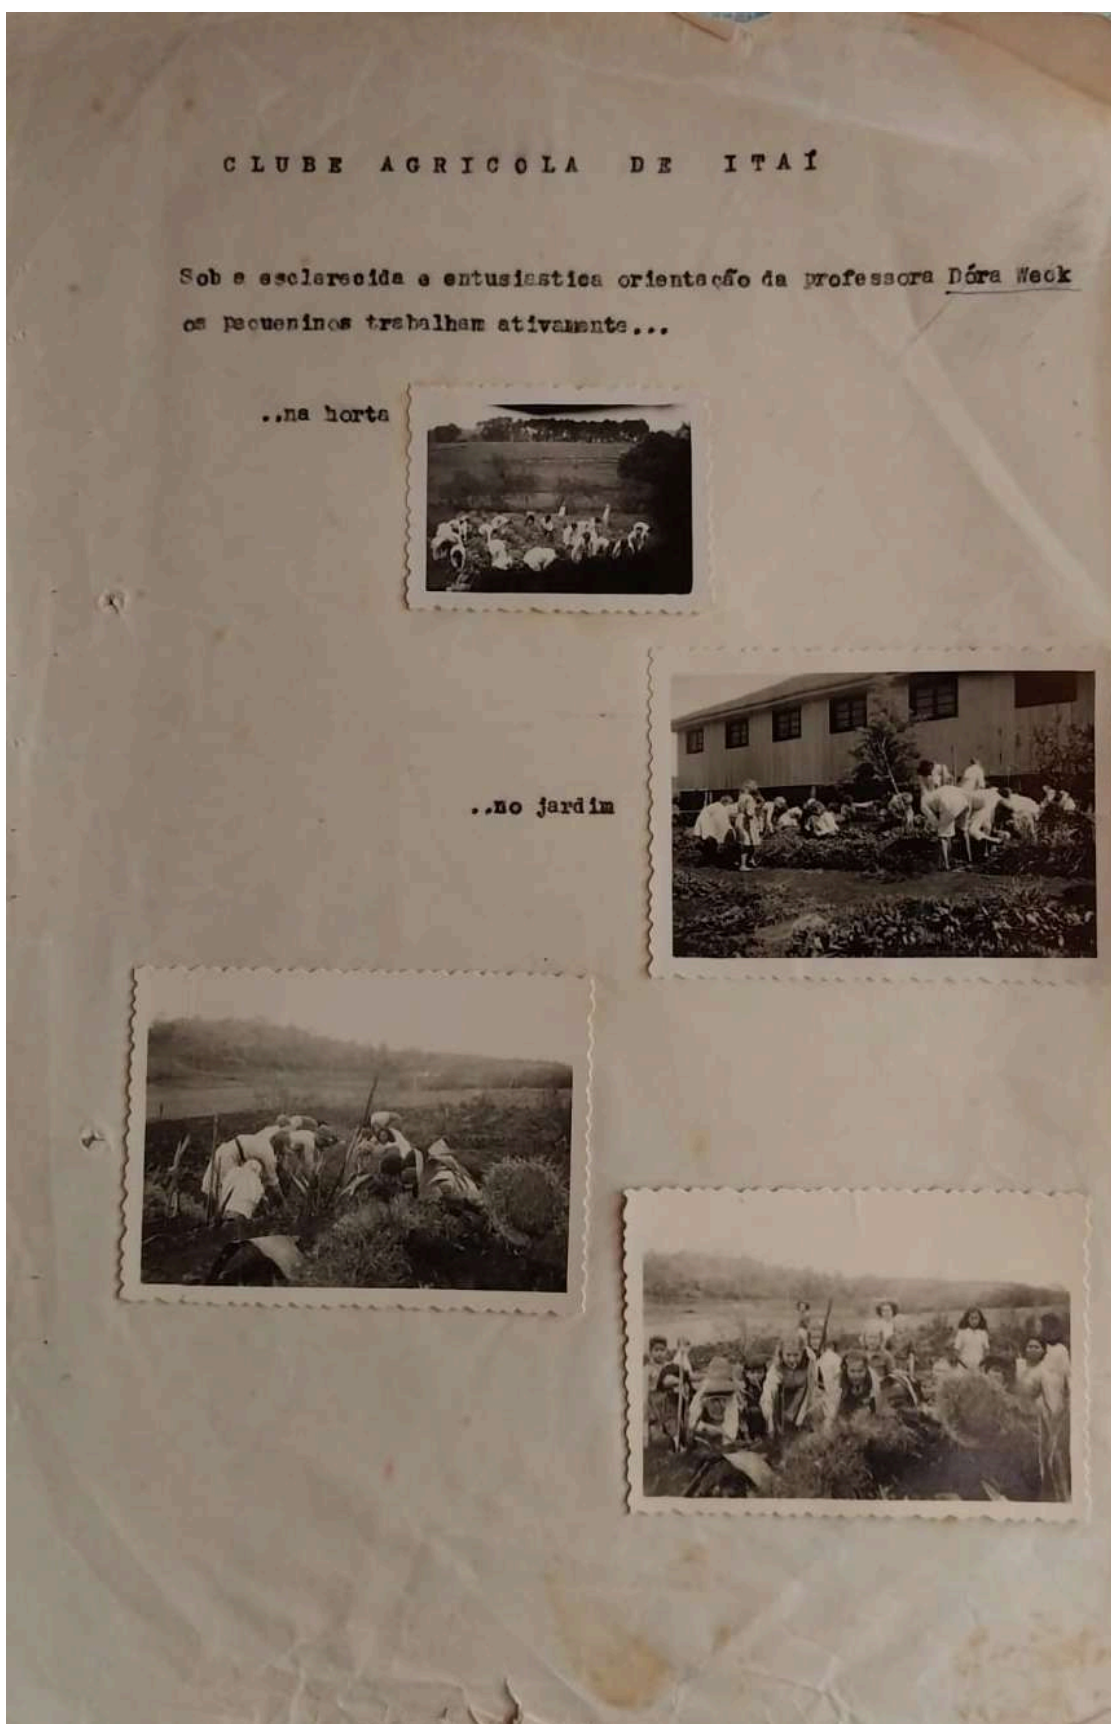 CLUBE AGRICOLA DE ITAÍ
Sob a esclarecida e entusiastica orientação da professora Dóra Weck
os pequeninos trabalham ativamente...
..na horta
..no jardim